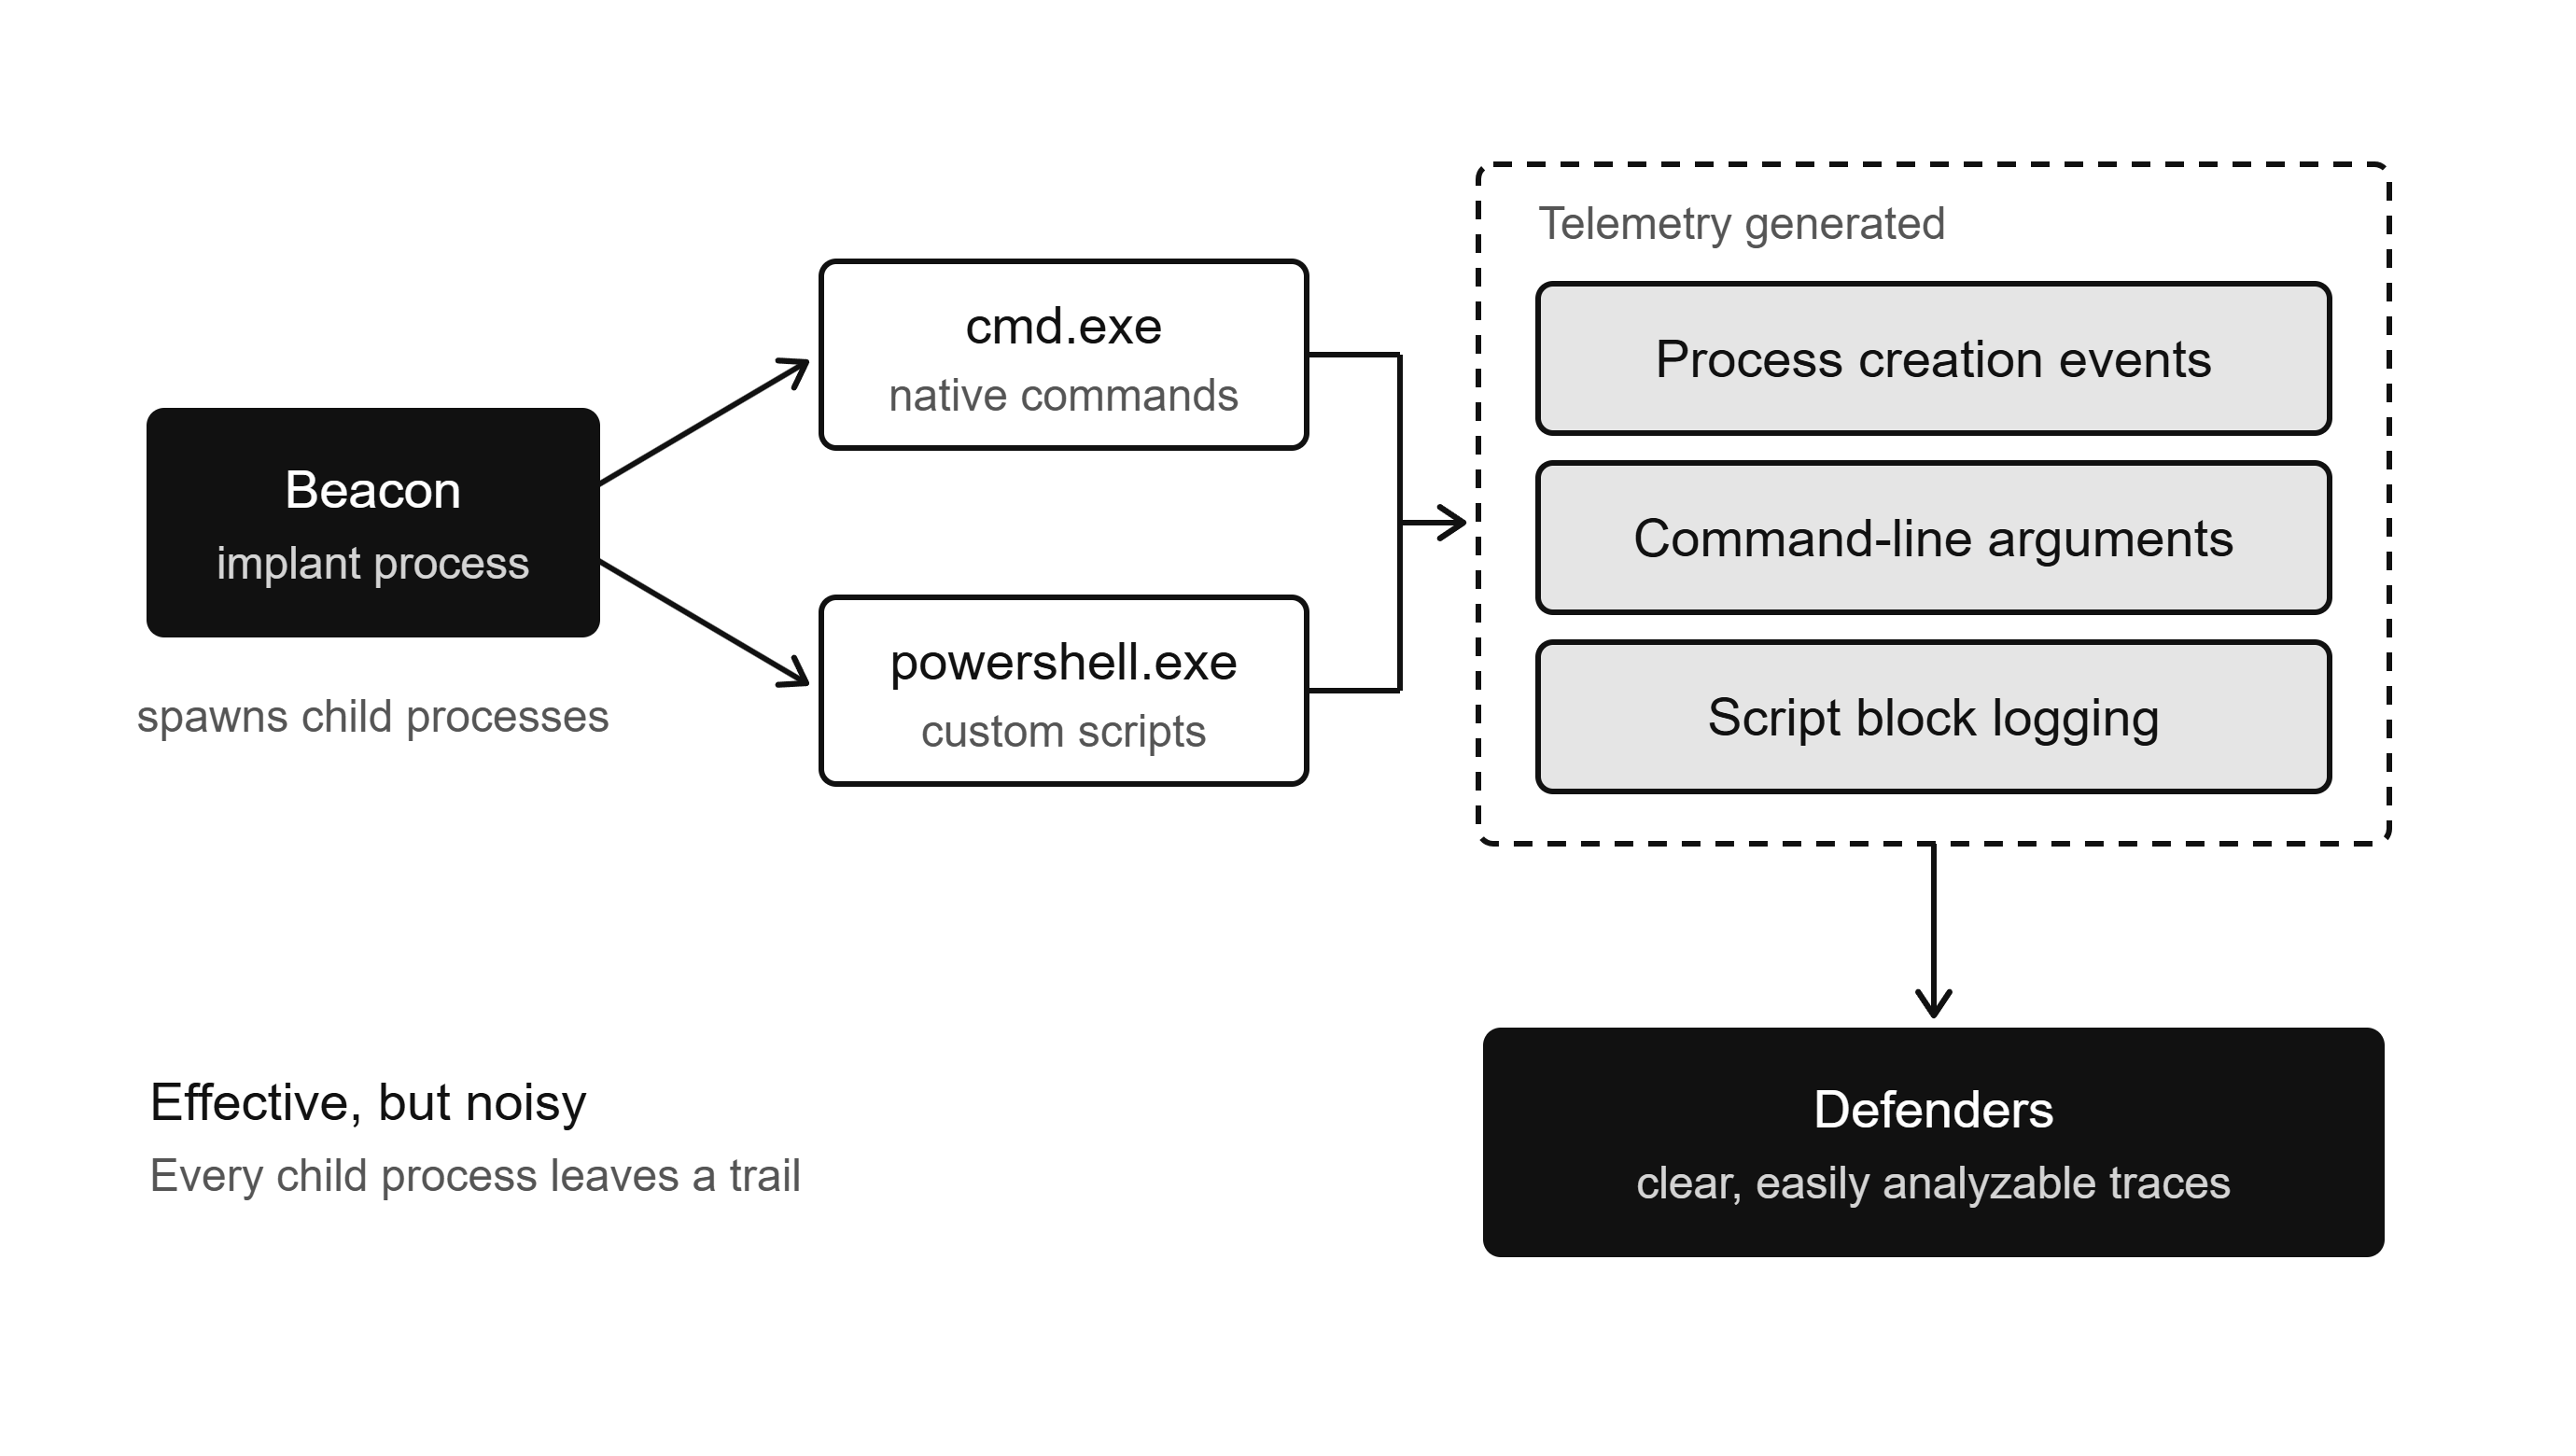 Beacon
implant process
spawns child processes
cmd.exe
native commands
powershell.exe
custom scripts
Telemetry generated
Process creation events
Command-line arguments
Script block logging
Defenders
clear, easily analyzable traces
Effective, but noisy
Every child process leaves a trail